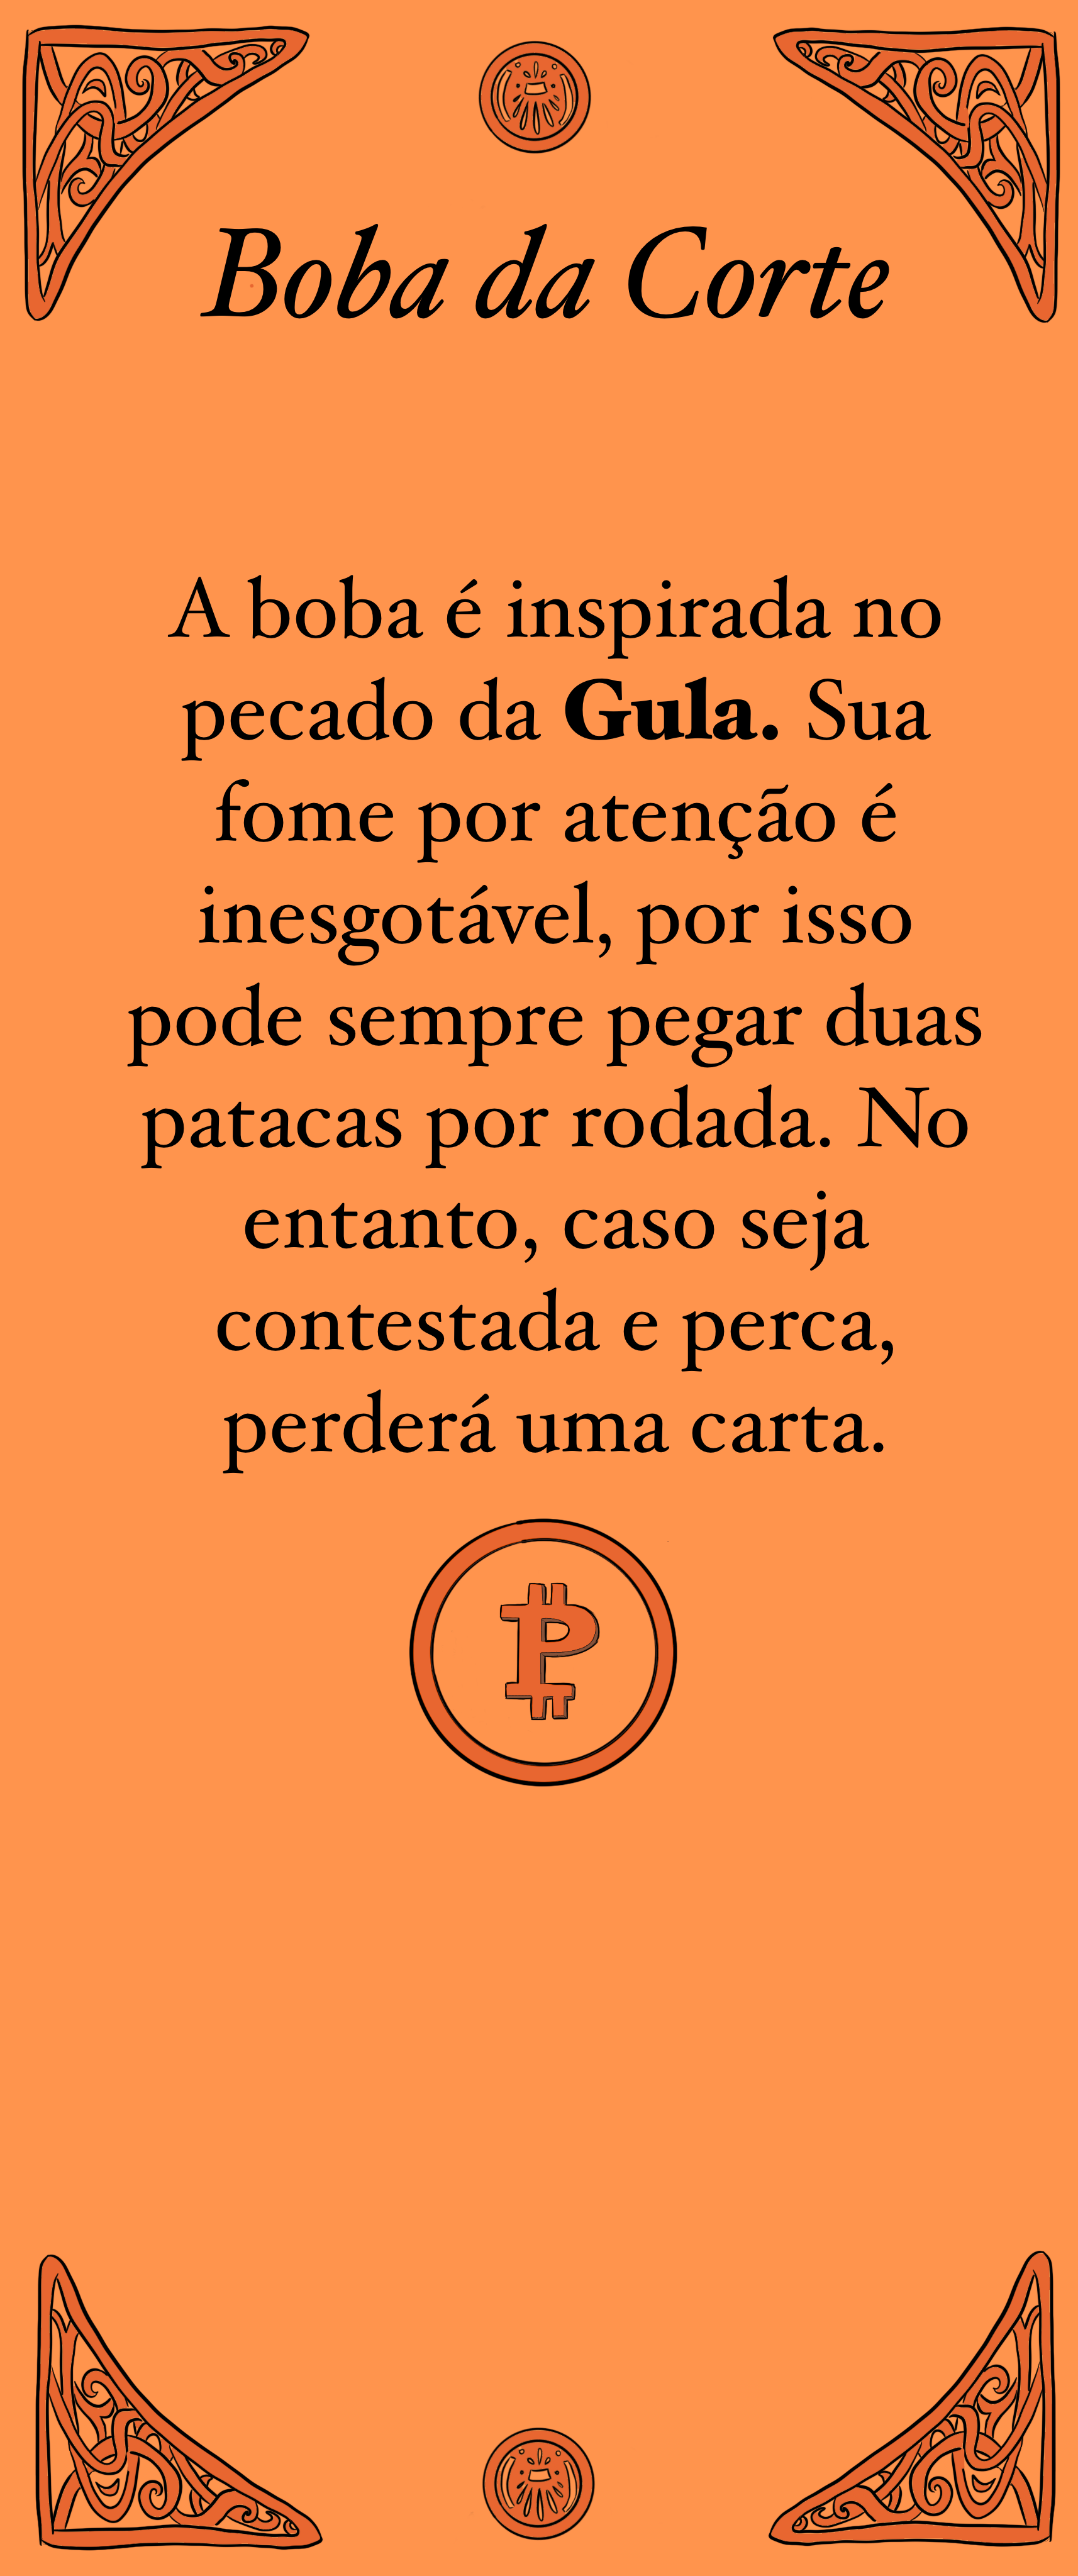 Boba da Corte
A boba é inspirada no
pecado da Gula. Sua
fome por atenção é
inesgotável, por isso
pode sempre pegar duas
patacas por rodada. No
entanto, caso seja
contestada e perca,
perderá uma carta.
P